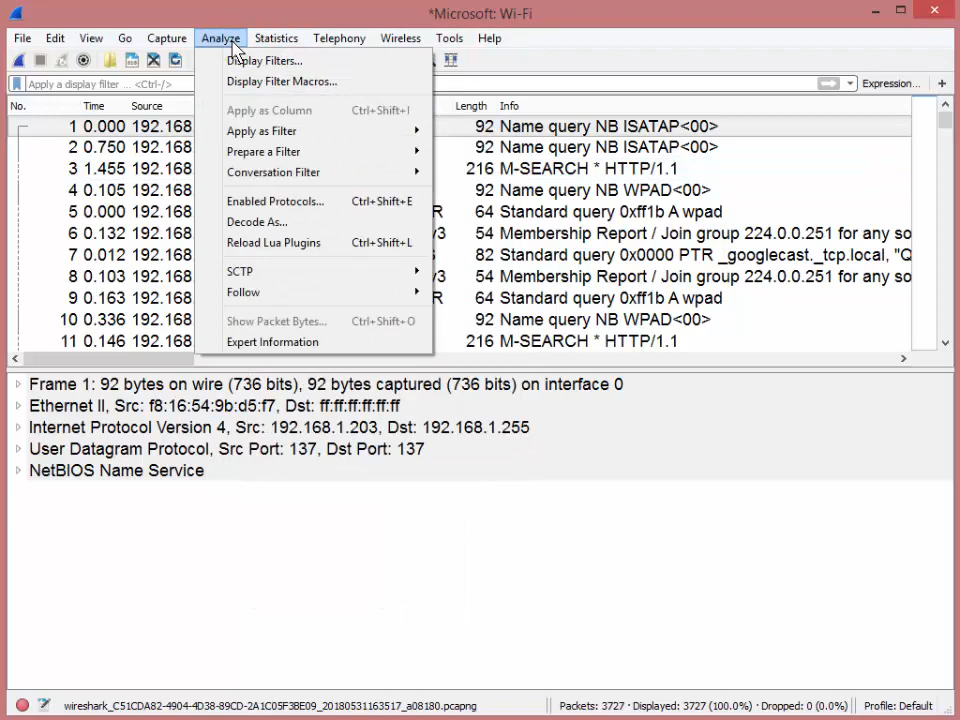 *Microsoft: Wi-Fi
File Edit View Go Capture Analyze Statistics Telephony Wireless Tools Help
Display Filters...
Display Filter Macros...
Apply as Column Ctrl+Shift+I
Apply as Filter
Prepare a Filter
Conversation Filter
Enabled Protocols... Ctrl+Shift+E
Decode As...
Reload Lua Plugins Ctrl+Shift+L
SCTP
Follow
Show Packet Bytes... Ctrl+Shift+O
Expert Information
Apply a display filter ... <Ctrl-/> Expression... +
No. Time Source Length Info
1 0.000 192.168 92 Name query NB ISATAP<00>
2 0.750 192.168 92 Name query NB ISATAP<00>
3 1.455 192.168 216 M-SEARCH * HTTP/1.1
4 0.105 192.168 92 Name query NB WPAD<00>
5 0.000 192.168 R 64 Standard query 0xff1b A wpad
6 0.132 192.168 v3 54 Membership Report / Join group 224.0.0.251 for any so
7 0.012 192.168 82 Standard query 0x0000 PTR _googlecast._tcp.local, "Q
8 0.103 192.168 v3 54 Membership Report / Join group 224.0.0.251 for any so
9 0.163 192.168 R 64 Standard query 0xff1b A wpad
10 0.336 192.168 92 Name query NB WPAD<00>
11 0.146 192.168 216 M-SEARCH * HTTP/1.1
Frame 1: 92 bytes on wire (736 bits), 92 bytes captured (736 bits) on interface 0
Ethernet II, Src: f8:16:54:9b:d5:f7, Dst: ff:ff:ff:ff:ff:ff
Internet Protocol Version 4, Src: 192.168.1.203, Dst: 192.168.1.255
User Datagram Protocol, Src Port: 137, Dst Port: 137
NetBIOS Name Service
wireshark_C51CDA82-4904-4D38-89CD-2A1C05F3BE09_20180531163517_a08180.pcapng Packets: 3727 · Displayed: 3727 (100.0%) · Dropped: 0 (0.0%) Profile: Default